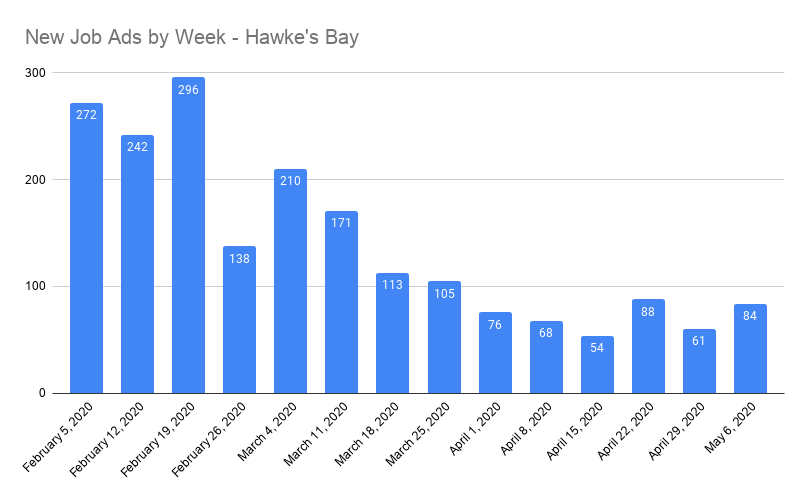 New Job Ads by Week - Hawke's Bay
300
200
100
0
272
242
296
138
210
171
113
105
76
68
54
88
61
84
February 5, 2020
February 12, 2020
February 19, 2020
February 26, 2020
March 4, 2020
March 11, 2020
March 18, 2020
March 25, 2020
April 1, 2020
April 8, 2020
April 15, 2020
April 22, 2020
April 29, 2020
May 6, 2020